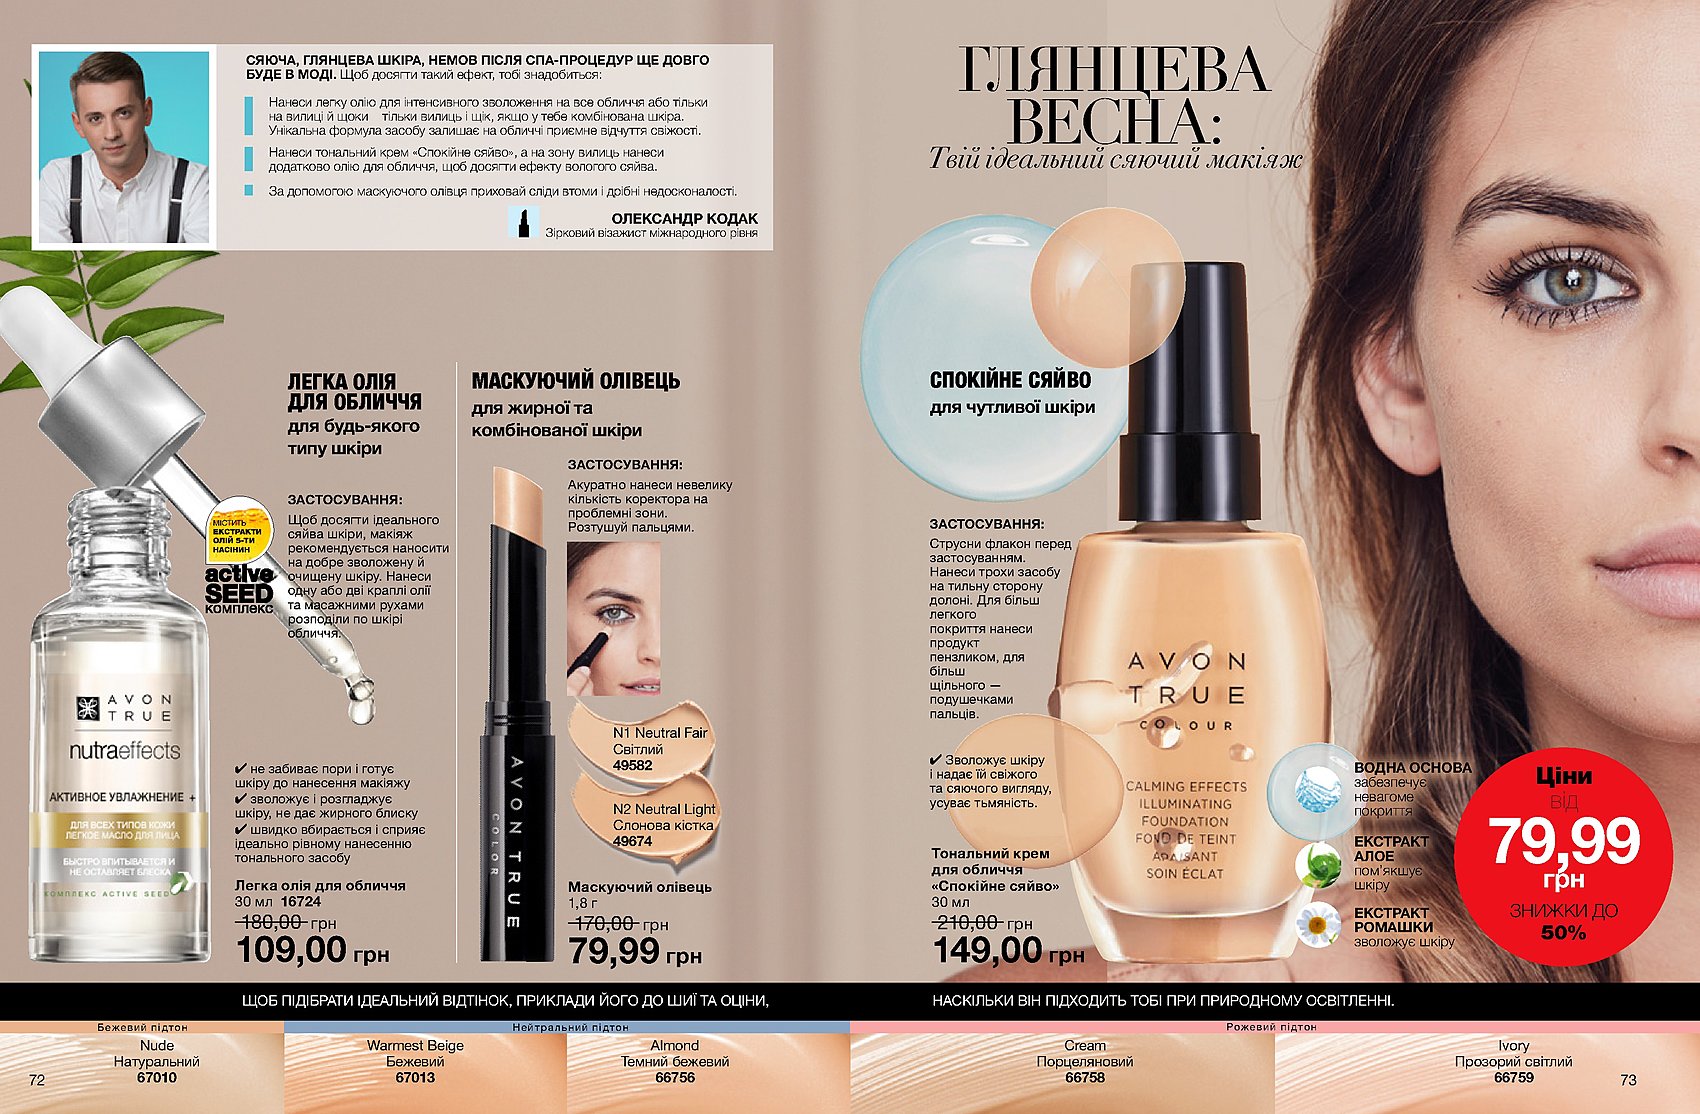 СЯЮЧА, ГЛЯНЦЕВА ШКІРА, НЕМОВ ПІСЛЯ СПА-ПРОЦЕДУР ЩЕ ДОВГО
БУДЕ В МОДІ. Щоб досягти такий ефект, тобі знадобиться:
Нанеси легку олію для інтенсивного зволоження на все обличчя або тільки
на вилиці й щоки тільки вилиць і щік, якщо у тебе комбінована шкіра.
Унікальна формула засобу залишає на обличчі приємне відчуття свіжості.
Нанеси тональний крем «Спокійне сяйво», а на зону вилиць нанеси
додатково олію для обличчя, щоб досягти ефекту вологого сяйва.
За допомогою маскуючого олівця приховай сліди втоми і дрібні недосконалості.
ОЛЕКСАНДР КОДАК
Зірковий візажист міжнародного рівня
ЛЕГКА ОЛІЯ
ДЛЯ ОБЛИЧЧЯ
для будь-якого
типу шкіри
ЗАСТОСУВАННЯ:
Щоб досягти ідеального
сяйва шкіри, макіяж
рекомендується наносити
на добре зволожену й
очищену шкіру. Нанеси
одну або дві краплі олії
та масажними рухами
розподіли по шкірі
обличчя.
МІСТИТЬ
ЕКСТРАКТИ
ОЛІЙ 5-ТИ
НАСІНИН
active
SEED
КОМПЛЕКС
AVON
TRUE
nutraeffects
АКТИВНОЕ УВЛАЖНЕНИЕ +
ДЛЯ ВСЕХ ТИПОВ КОЖИ
ЛЕГКОЕ МАСЛО ДЛЯ ЛИЦА
БЫСТРО ВПИТЫВАЕТСЯ И
НЕ ОСТАВЛЯЕТ БЛЕСКА
КОМПЛЕКС ACTIVE SEED
✔ не забиває пори і готує
шкіру до нанесення макіяжу
✔ зволожує і розгладжує
шкіру, не дає жирного блиску
✔ швидко вбирається і сприяє
ідеально рівному нанесенню
тонального засобу
Легка олія для обличчя
30 мл 16724
180,00 грн
109,00 грн
МАСКУЮЧИЙ ОЛІВЕЦЬ
для жирної та
комбінованої шкіри
ЗАСТОСУВАННЯ:
Акуратно нанеси невелику
кількість коректора на
проблемні зони.
Розтушуй пальцями.
AVON TRUE
COLOR
N1 Neutral Fair
Світлий
49582
N2 Neutral Light
Слонова кістка
49674
Маскуючий олівець
1,8 г
170,00 грн
79,99 грн
ГЛЯНЦЕВА
ВЕСНА:
Твій ідеальний сяючий макіяж
СПОКІЙНЕ СЯЙВО
для чутливої шкіри
ЗАСТОСУВАННЯ:
Струсни флакон перед
застосуванням.
Нанеси трохи засобу
на тильну сторону
долоні. Для більш
легкого
покриття нанеси
продукт
пензликом, для
більш
щільного —
подушечками
пальців.
✔ Зволожує шкіру
і надає їй свіжого
та сяючого вигляду,
усуває тьмяність.
Тональний крем
для обличчя
«Спокійне сяйво»
30 мл
210,00 грн
149,00 грн
AVON
TRUE
COLOUR
CALMING EFFECTS
ILLUMINATING
FOUNDATION
FOND DE TEINT
APAISANT
SOIN ÉCLAT
ВОДНА ОСНОВА
забезпечує
невагоме
покриття
ЕКСТРАКТ
АЛОЕ
пом'якшує
шкіру
ЕКСТРАКТ
РОМАШКИ
зволожує шкіру
Ціни
від
79,99
грн
ЗНИЖКИ ДО
50%
ЩОБ ПІДІБРАТИ ІДЕАЛЬНИЙ ВІДТІНОК, ПРИКЛАДИ ЙОГО ДО ШИЇ ТА ОЦІНИ,
НАСКІЛЬКИ ВІН ПІДХОДИТЬ ТОБІ ПРИ ПРИРОДНОМУ ОСВІТЛЕННІ.
Бежевий підтон
Нейтральний підтон
Рожевий підтон
Nude
Натуральний
67010
Warmest Beige
Бежевий
67013
Almond
Темний бежевий
66756
Cream
Порцеляновий
66758
Ivory
Прозорий світлий
66759
72
73